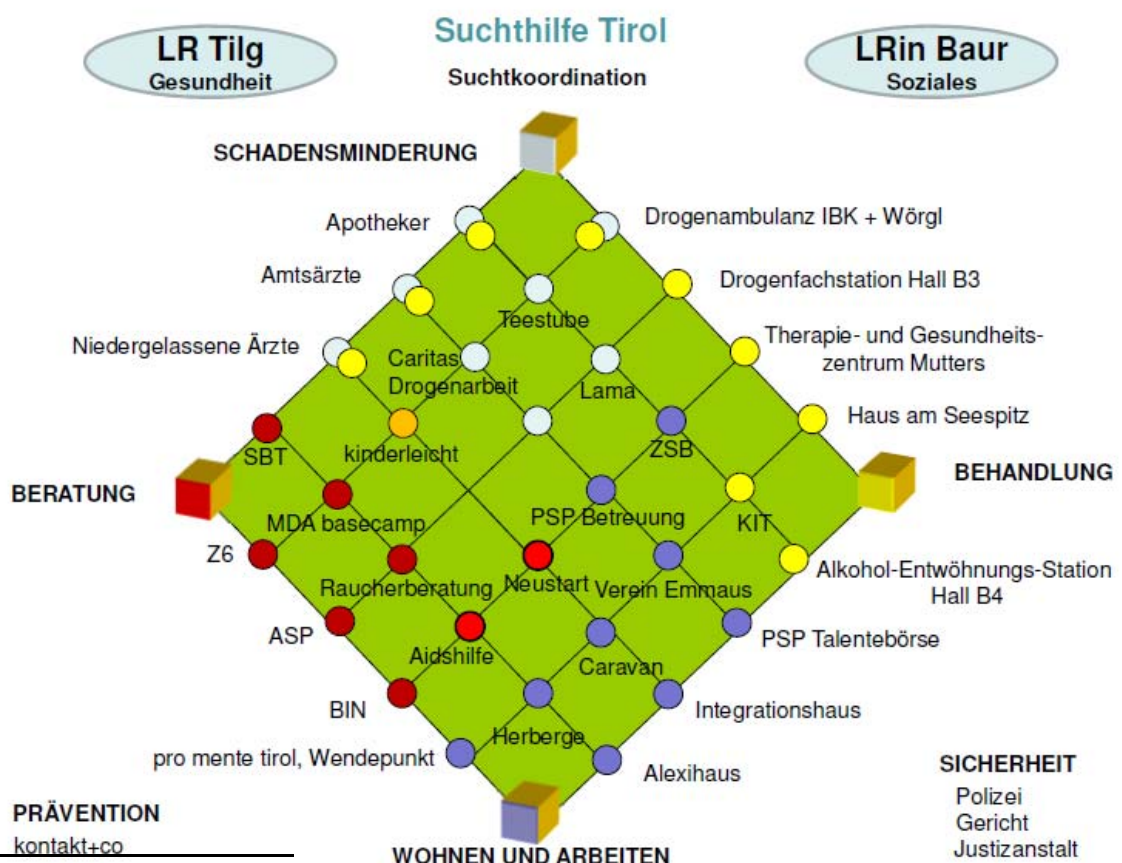 Suchthilfe Tirol
LR Tilg
Gesundheit
Suchtkoordination
LRin Baur
Soziales
SCHADENSMINDERUNG
Apotheker
Drogenambulanz IBK + Wörgl
Amtsärzte
Drogenfachstation Hall B3
Teestube
Niedergelassene Ärzte
Therapie- und Gesundheits-
zentrum Mutters
Caritas
Drogenarbeit
Lama
Haus am Seespitz
SBT
kinderleicht
ZSB
BERATUNG
BEHANDLUNG
MDA basecamp
PSP Betreuung
KIT
Z6
Raucherberatung
Neustart
Verein Emmaus
Alkohol-Entwöhnungs-Station
Hall B4
ASP
Aidshilfe
Caravan
PSP Talentebörse
BIN
Integrationshaus
Herberge
pro mente tirol, Wendepunkt
Alexihaus
SICHERHEIT
Polizei
Gericht
Justizanstalt
PRÄVENTION
kontakt+co
WOHNEN UND ARBEITEN